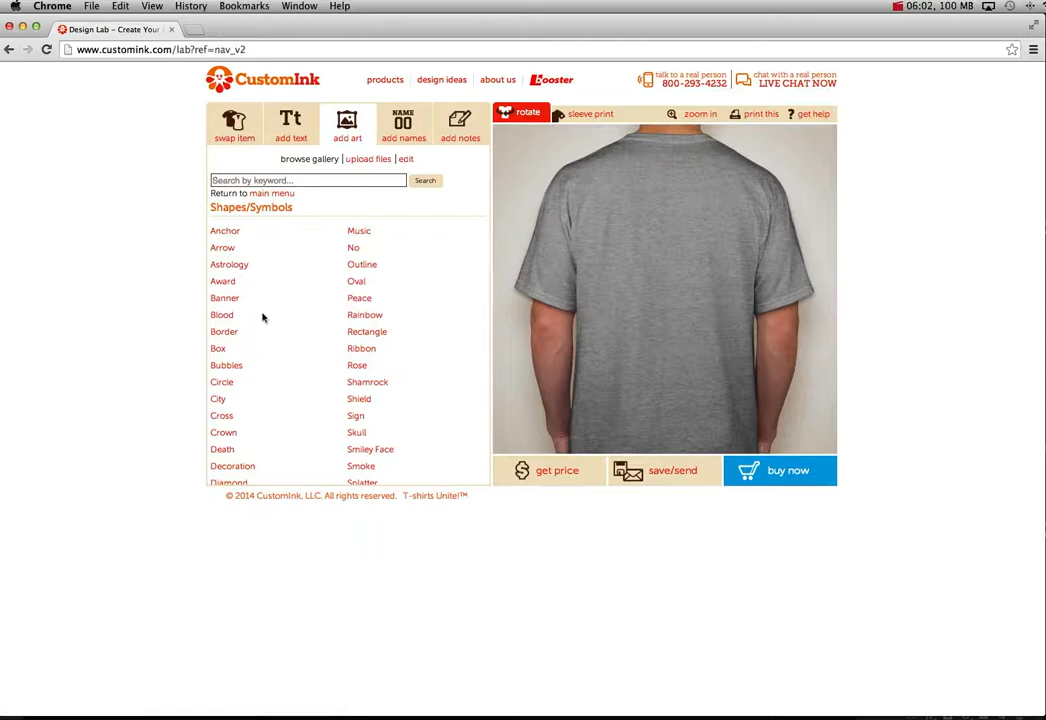 Chrome File Edit View History Bookmarks Window Help 06:02, 100 MB
Design Lab – Create Your
www.customink.com/lab?ref=nav_v2
CustomInk products design ideas about us Booster talk to a real person 800-293-4232 chat with a real person LIVE CHAT NOW
swap item Tt add text add art NAME 00 add names add notes
rotate sleeve print zoom in print this ? get help
browse gallery | upload files | edit
Search by keyword... Search
Return to main menu
Shapes/Symbols
Anchor Music
Arrow No
Astrology Outline
Award Oval
Banner Peace
Blood Rainbow
Border Rectangle
Box Ribbon
Bubbles Rose
Circle Shamrock
City Shield
Cross Sign
Crown Skull
Death Smiley Face
Decoration Smoke
Diamond Splatter
$ get price save/send buy now
© 2014 CustomInk, LLC. All rights reserved. T-shirts Unite!™